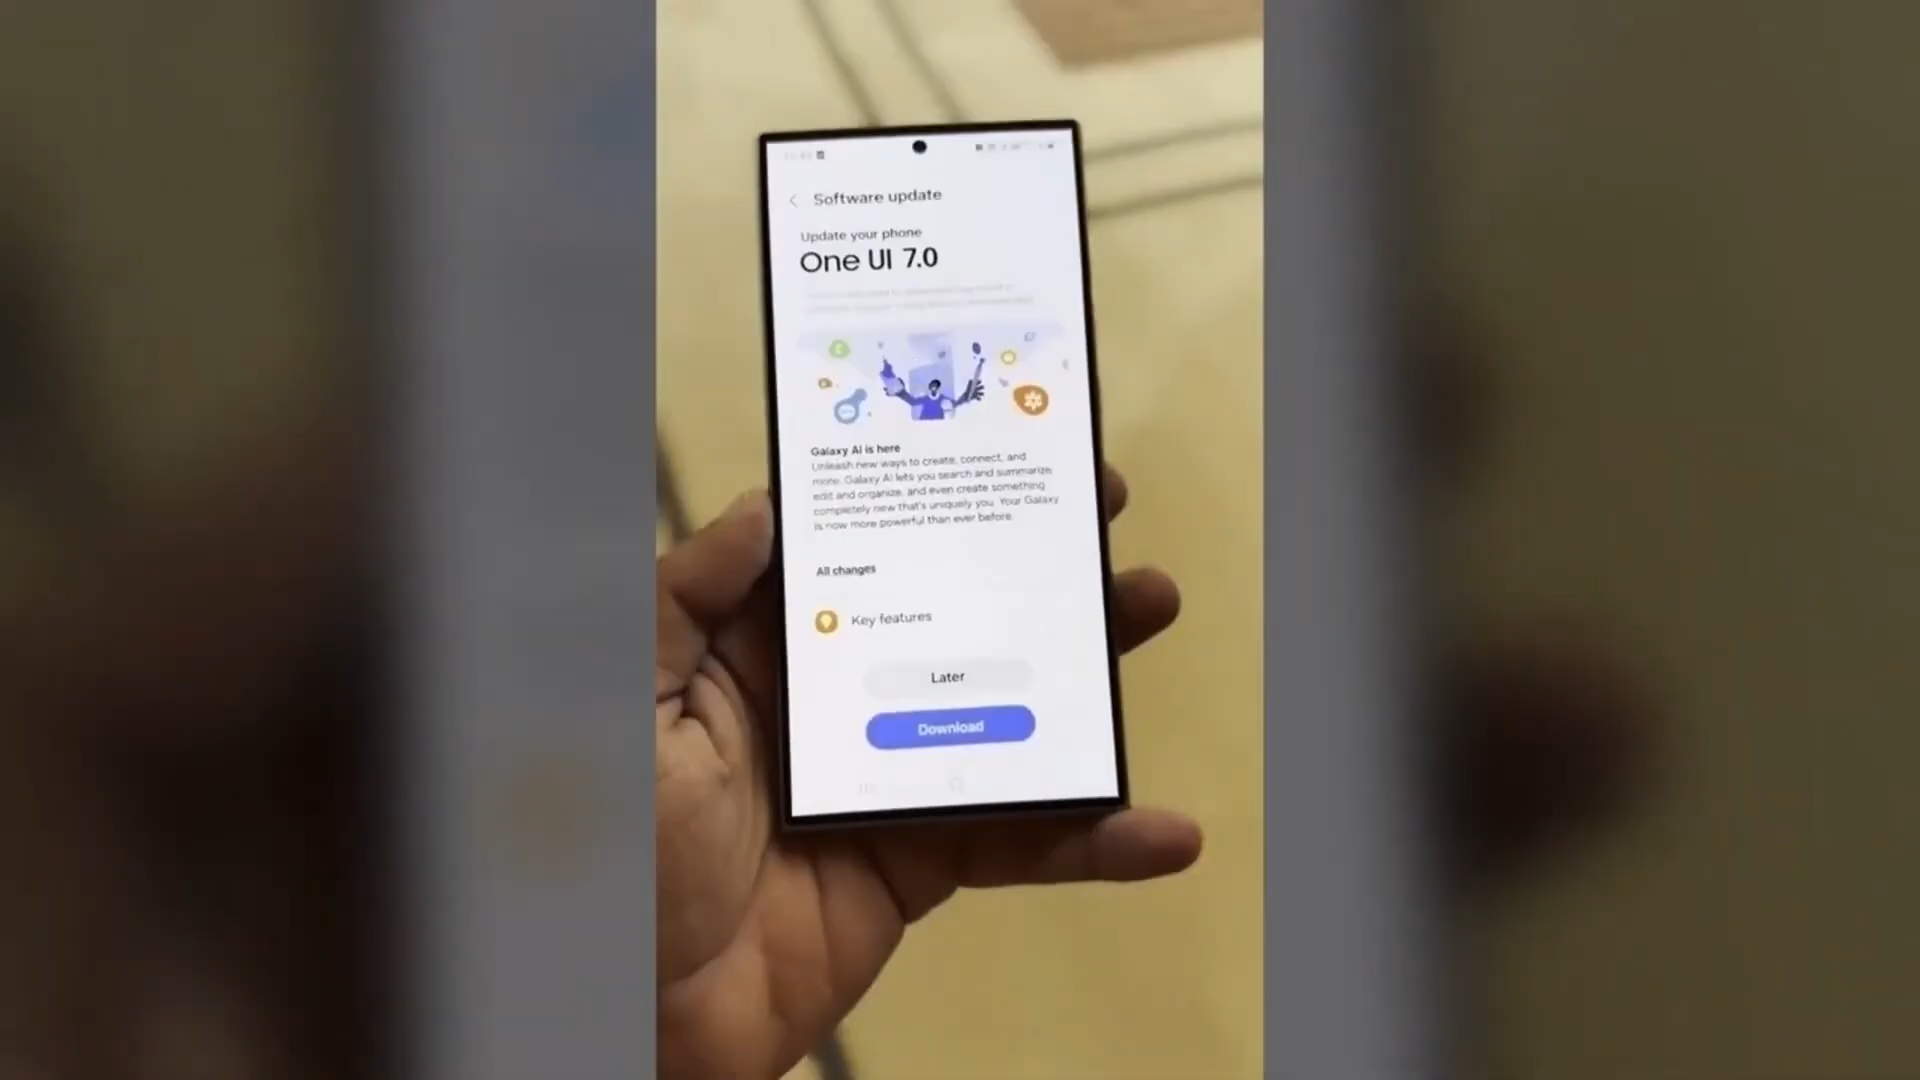 Software update
Update your phone
One UI 7.0
Galaxy AI is here
Unleash new ways to create, connect, and
more. Galaxy AI lets you search and summarize,
edit and organize, and even create something
completely new that's uniquely you. Your Galaxy
is now more powerful than ever before.
All changes
Key features
Later
Download